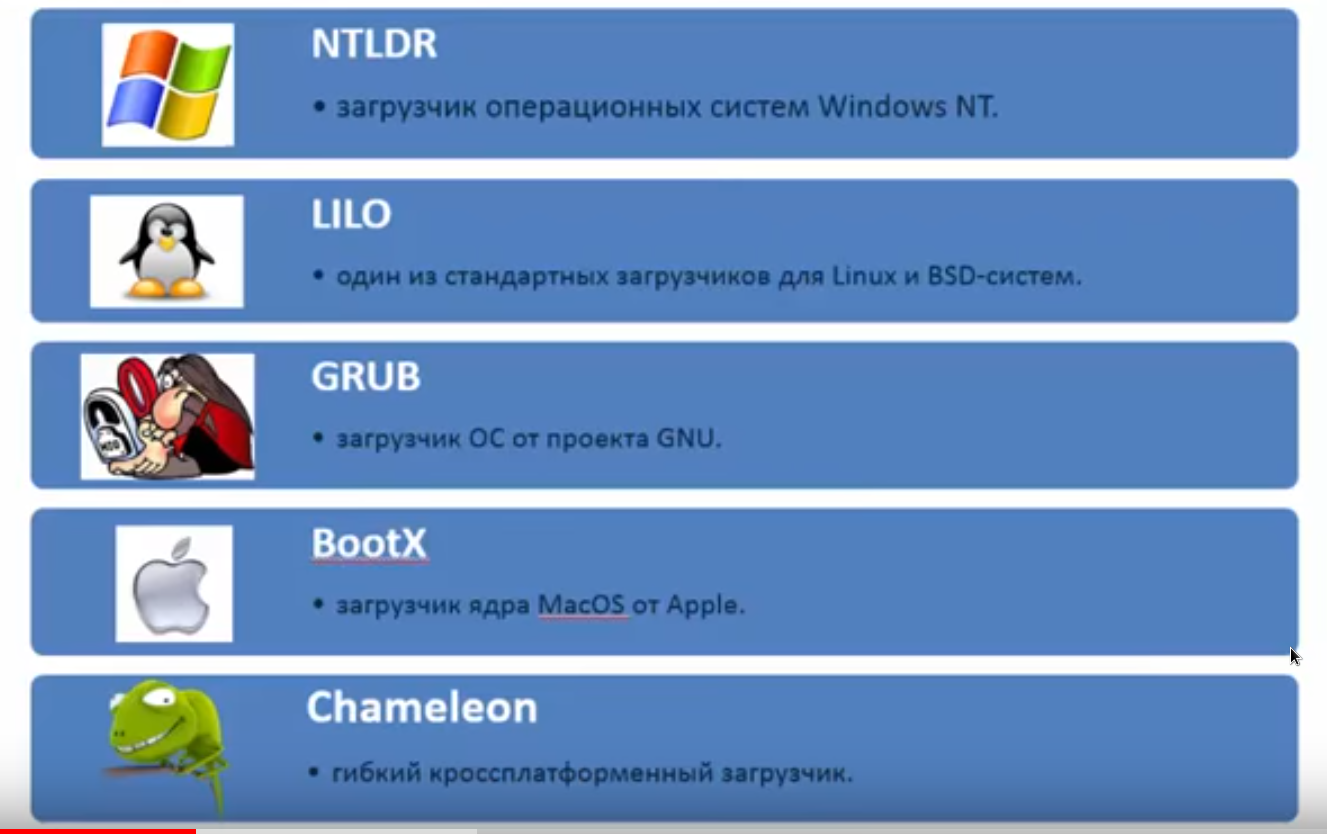 NTLDR
• загрузчик операционных систем Windows NT.
LILO
• один из стандартных загрузчиков для Linux и BSD-систем.
GRUB
• загрузчик ОС от проекта GNU.
BootX
• загрузчик ядра MacOS от Apple.
Chameleon
• гибкий кроссплатформенный загрузчик.